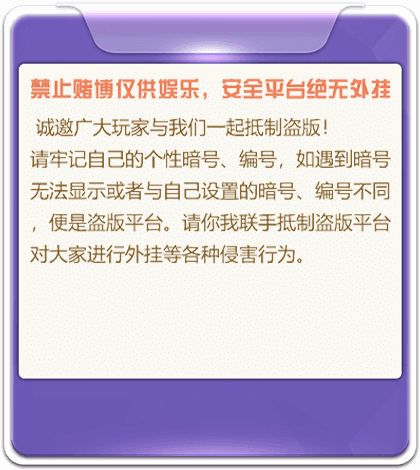 禁止赌博仅供娱乐，安全平台绝无外挂
诚邀广大玩家与我们一起抵制盗版！
请牢记自己的个性暗号、编号，如遇到暗号
无法显示或者与自己设置的暗号、编号不同
，便是盗版平台。请你我联手抵制盗版平台
对大家进行外挂等各种侵害行为。